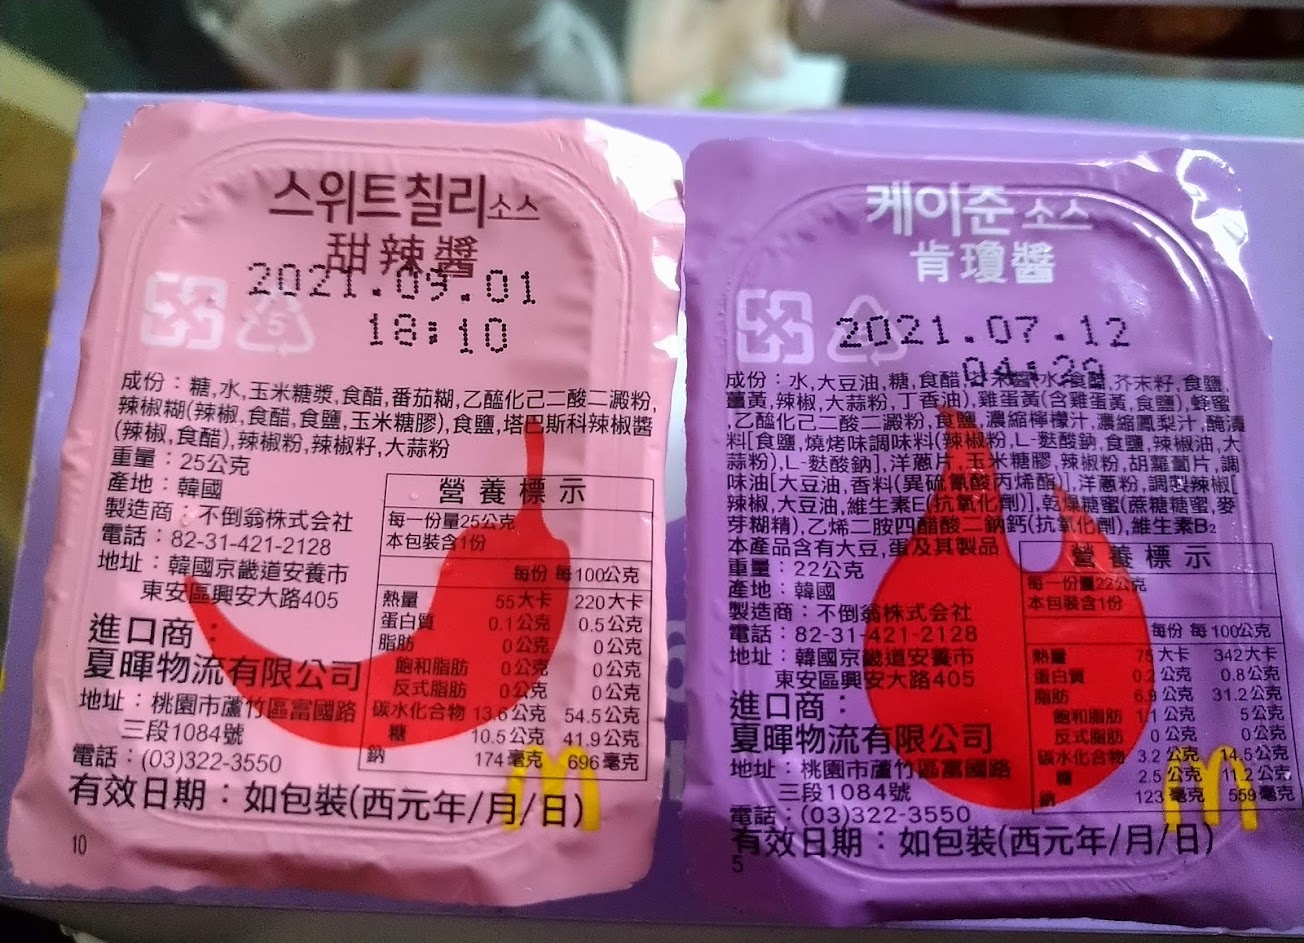 스위트칠리소스
甜辣醬
2021.09.01
18:10
5
成份：糖,水,玉米糖漿,食醋,番茄糊,乙醯化己二酸二澱粉,
辣椒糊(辣椒,食醋,食鹽,玉米糖膠),食鹽,塔巴斯科辣椒醬
(辣椒,食醋),辣椒粉,辣椒籽,大蒜粉
重量：25公克
產地：韓國
製造商：不倒翁株式会社
電話：82-31-421-2128
地址：韓國京畿道安養市
東安區興安大路405
進口商：
夏暉物流有限公司
地址：桃園市蘆竹區富國路
三段1084號
電話：(03)322-3550
有效日期：如包裝(西元年/月/日)
10
營養標示
每一份量25公克
本包裝含1份
每份 每100公克
熱量 55大卡 220大卡
蛋白質 0.1公克 0.5公克
脂肪 0公克 0公克
飽和脂肪 0公克 0公克
反式脂肪 0公克 0公克
碳水化合物 13.6公克 54.5公克
糖 10.5公克 41.9公克
鈉 174毫克 696毫克
케이준 소스
肯瓊醬
2021.07.12
04:20
成份：水,大豆油,糖,食醋,芥末醬(水,食醋,芥末籽,食鹽,
薑黃,辣椒,大蒜粉,丁香油),雞蛋黃(含雞蛋黃,食鹽),蜂蜜
,乙醯化己二酸二澱粉,食鹽,濃縮檸檬汁,濃縮鳳梨汁,醃漬
料[食鹽,燒烤味調味料(辣椒粉,L-麩酸鈉,食鹽,辣椒油,大
蒜粉),L-麩酸鈉],洋蔥片,玉米糖膠,辣椒粉,胡蘿蔔片,調
味油[大豆油,香料(異硫氰酸丙烯酯)],洋蔥粉,調製辣椒[
辣椒,大豆油,維生素E(抗氧化劑)],乾燥糖蜜(蔗糖糖蜜,麥
芽糊精),乙烯二胺四醋酸二鈉鈣(抗氧化劑),維生素B₂
本產品含有大豆,蛋及其製品
重量：22公克
產地：韓國
製造商：不倒翁株式会社
電話：82-31-421-2128
地址：韓國京畿道安養市
東安區興安大路405
進口商：
夏暉物流有限公司
地址：桃園市蘆竹區富國路
三段1084號
電話：(03)322-3550
有效日期：如包裝(西元年/月/日)
5
營養標示
每一份量22公克
本包裝含1份
每份 每100公克
熱量 75大卡 342大卡
蛋白質 0.2公克 0.8公克
脂肪 6.9公克 31.2公克
飽和脂肪 1.1公克 5公克
反式脂肪 0公克 0公克
碳水化合物 3.2公克 14.5公克
糖 2.5公克 11.2公克
鈉 123毫克 559毫克